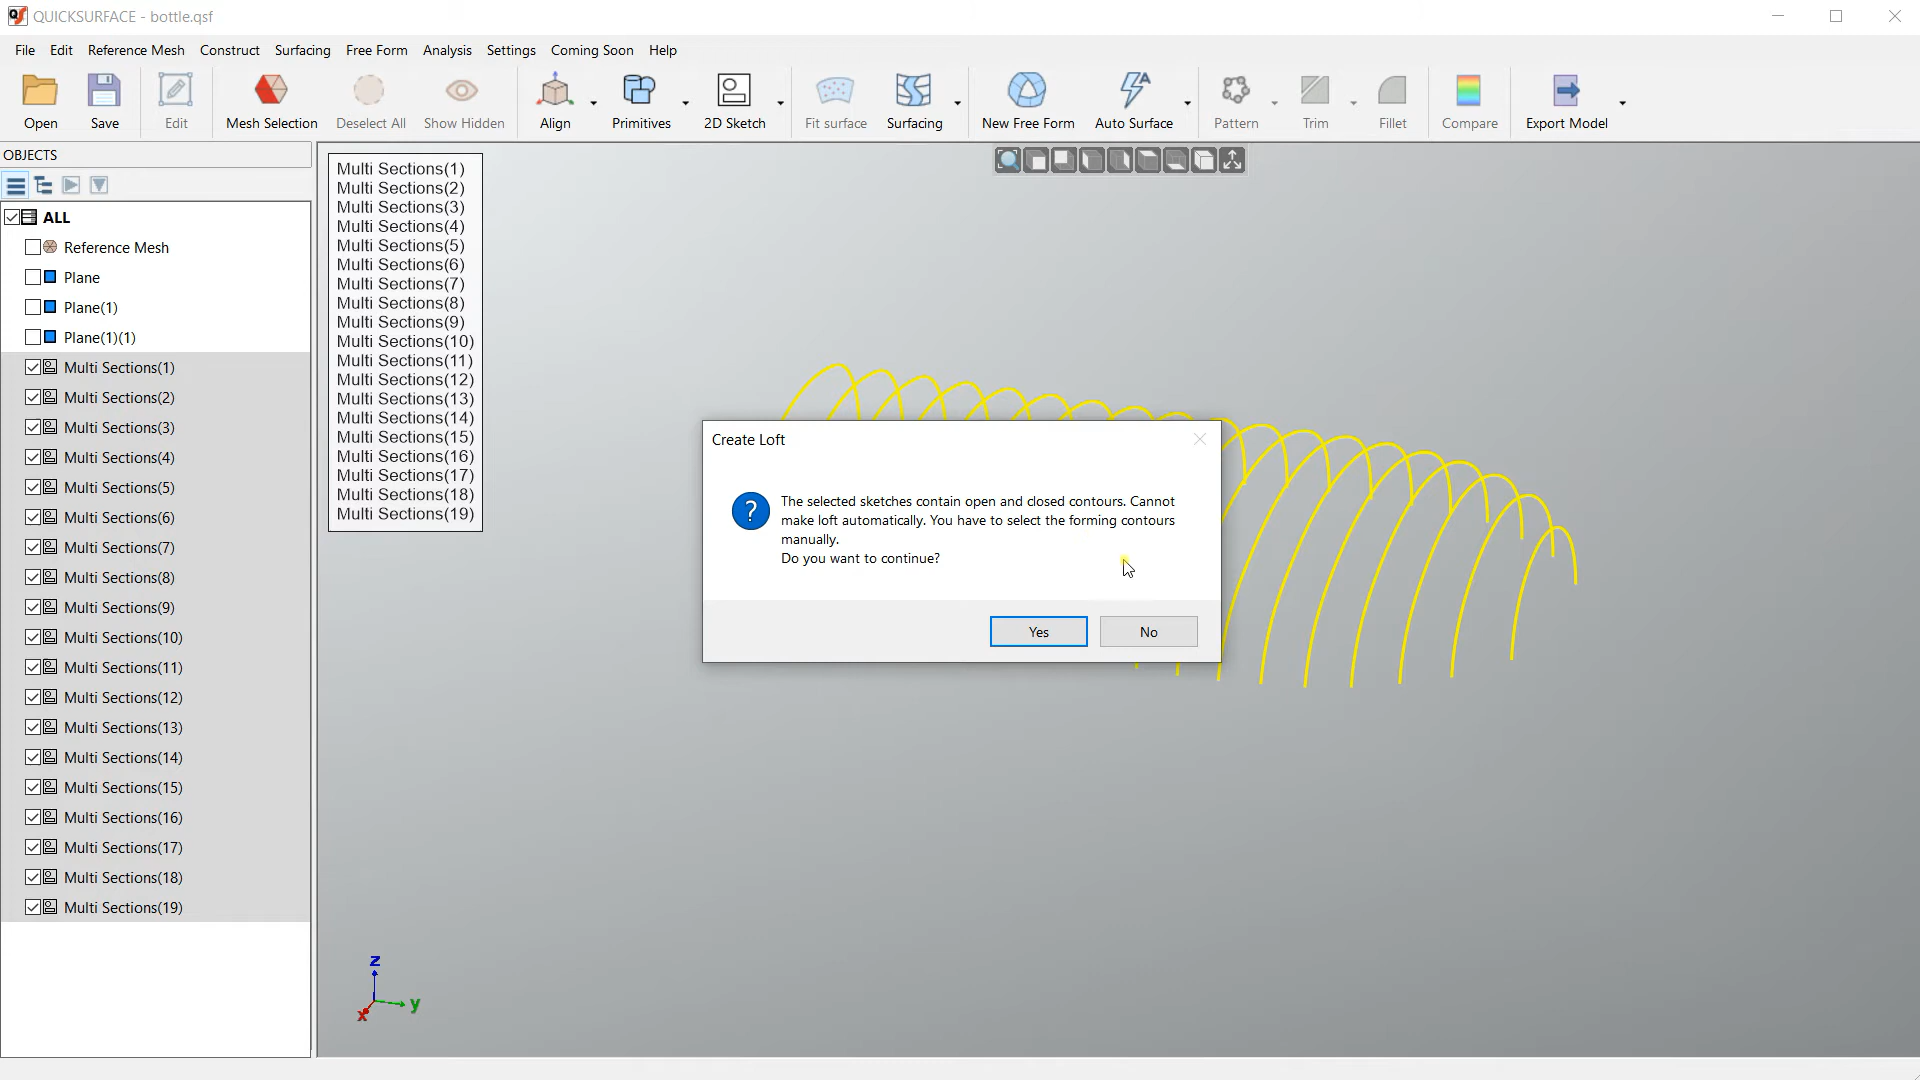 QUICKSURFACE - bottle.qsf
File Edit Reference Mesh Construct Surfacing Free Form Analysis Settings Coming Soon Help
Open Save Edit Mesh Selection Deselect All Show Hidden Align Primitives 2D Sketch Fit surface Surfacing New Free Form Auto Surface Pattern Trim Fillet Compare Export Model
OBJECTS
ALL
Reference Mesh
Plane
Plane(1)
Plane(1)(1)
Multi Sections(1)
Multi Sections(2)
Multi Sections(3)
Multi Sections(4)
Multi Sections(5)
Multi Sections(6)
Multi Sections(7)
Multi Sections(8)
Multi Sections(9)
Multi Sections(10)
Multi Sections(11)
Multi Sections(12)
Multi Sections(13)
Multi Sections(14)
Multi Sections(15)
Multi Sections(16)
Multi Sections(17)
Multi Sections(18)
Multi Sections(19)
Multi Sections(1)
Multi Sections(2)
Multi Sections(3)
Multi Sections(4)
Multi Sections(5)
Multi Sections(6)
Multi Sections(7)
Multi Sections(8)
Multi Sections(9)
Multi Sections(10)
Multi Sections(11)
Multi Sections(12)
Multi Sections(13)
Multi Sections(14)
Multi Sections(15)
Multi Sections(16)
Multi Sections(17)
Multi Sections(18)
Multi Sections(19)
Create Loft
The selected sketches contain open and closed contours. Cannot
make loft automatically. You have to select the forming contours
manually.
Do you want to continue?
Yes No
z
y
x